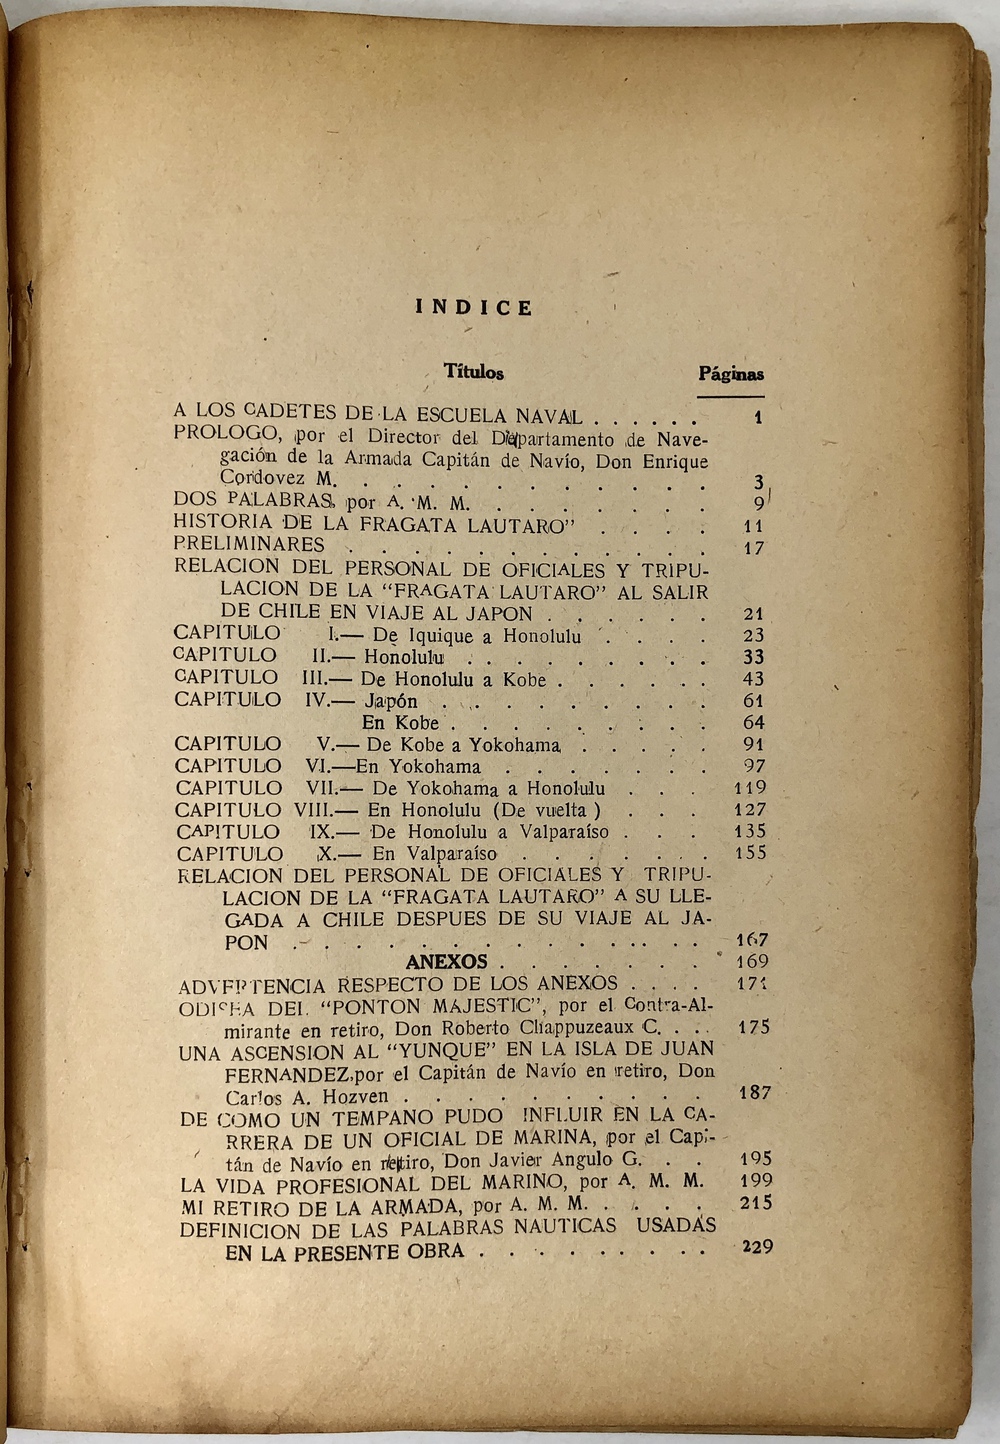 INDICE
Títulos Páginas
A LOS CADETES DE LA ESCUELA NAVAL . . . . . . 1
PROLOGO, por el Director del Departamento de Nave-
gación de la Armada Capitán de Navío, Don Enrique
Cordovez M. . . . . . . . . . . . . 3
DOS PALABRAS, por A. M. M. . . . . . . . 9
HISTORIA DE LA FRAGATA LAUTARO” . . . . 11
PRELIMINARES . . . . . . . . . . . 17
RELACION DEL PERSONAL DE OFICIALES Y TRIPU-
LACION DE LA “FRAGATA LAUTARO” AL SALIR
DE CHILE EN VIAJE AL JAPON . . . . . . 21
CAPITULO I.— De Iquique a Honolulu . . . . 23
CAPITULO II.— Honolulu . . . . . . . . . 33
CAPITULO III.— De Honolulu a Kobe . . . . . . 43
CAPITULO IV.— Japón . . . . . . . . . 61
En Kobe . . . . . . . . . 64
CAPITULO V.— De Kobe a Yokohama . . . . . 91
CAPITULO VI.—En Yokohama . . . . . . . 97
CAPITULO VII.— De Yokohama a Honolulu . . . 119
CAPITULO VIII.— En Honolulu (De vuelta ) . . . 127
CAPITULO IX.— De Honolulu a Valparaíso . . . 135
CAPITULO X.— En Valparaíso . . . . . . . 155
RELACION DEL PERSONAL DE OFICIALES Y TRIPU-
LACION DE LA “FRAGATA LAUTARO” A SU LLE-
GADA A CHILE DESPUES DE SU VIAJE AL JA-
PON . . . . . . . . . . . . . 167
ANEXOS . . . . . . . . 169
ADVERTENCIA RESPECTO DE LOS ANEXOS . . . . 171
ODISEA DEL “PONTON MAJESTIC”, por el Contra-Al-
mirante en retiro, Don Roberto Chappuzeaux C. . . . 175
UNA ASCENSION AL “YUNQUE” EN LA ISLA DE JUAN
FERNANDEZ,por el Capitán de Navío en retiro, Don
Carlos A. Hozven . . . . . . . . . . 187
DE COMO UN TEMPANO PUDO INFLUIR EN LA CA-
RRERA DE UN OFICIAL DE MARINA, por el Capi-
tán de Navío en retiro, Don Javier Angulo G. . . 195
LA VIDA PROFESIONAL DEL MARINO, por A. M. M. 199
MI RETIRO DE LA ARMADA, por A. M. M. . . . . 215
DEFINICION DE LAS PALABRAS NAUTICAS USADAS
EN LA PRESENTE OBRA . . . . . . . . . 229